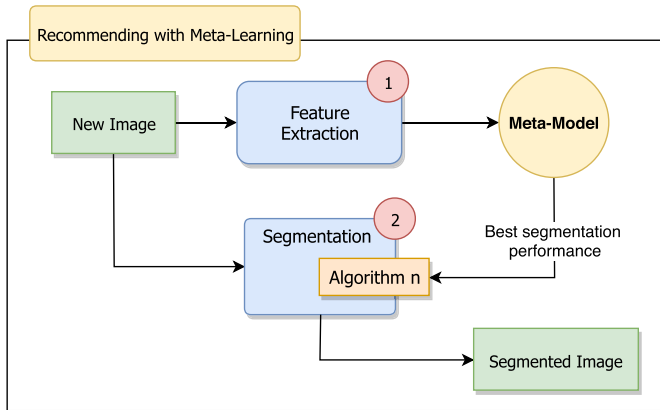 Recommending with Meta-Learning
1
New Image
Feature
Extraction
Meta-Model
2
Segmentation
Best segmentation
performance
Algorithm n
Segmented Image